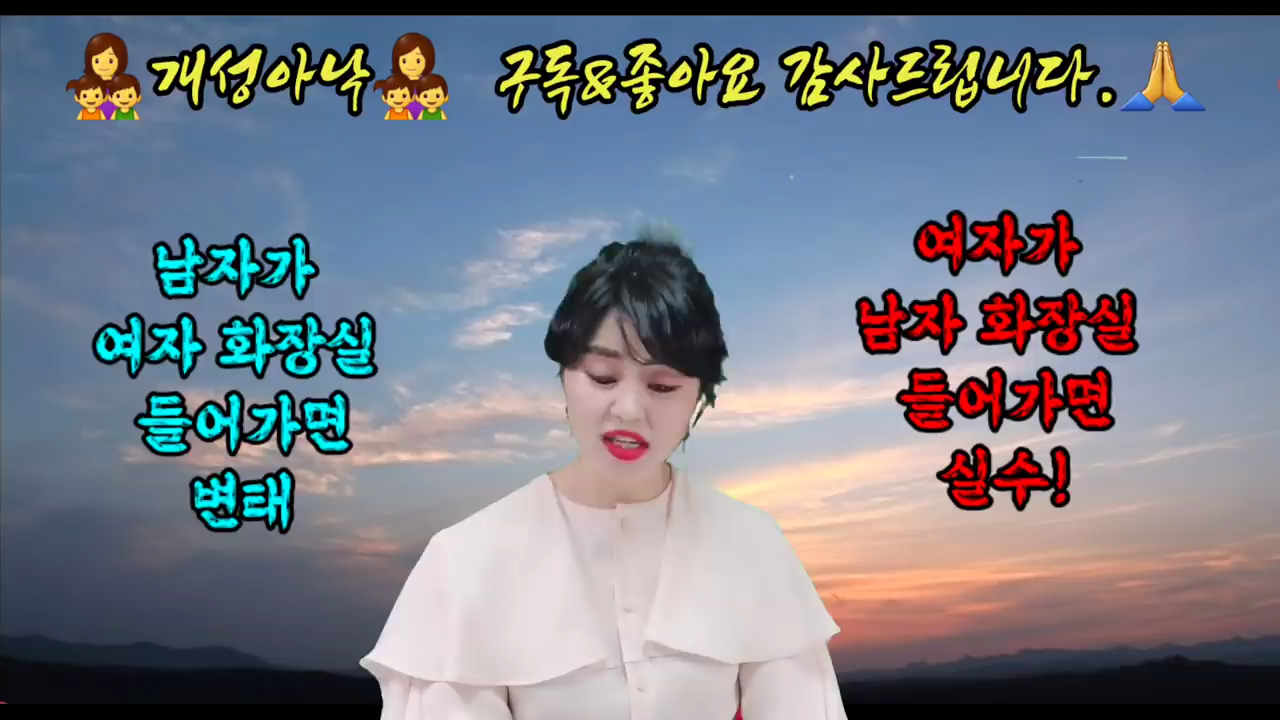 개성아낙 구독&좋아요 감사드립니다.
남자가
여자 화장실
들어가면
변태
여자가
남자 화장실
들어가면
실수!